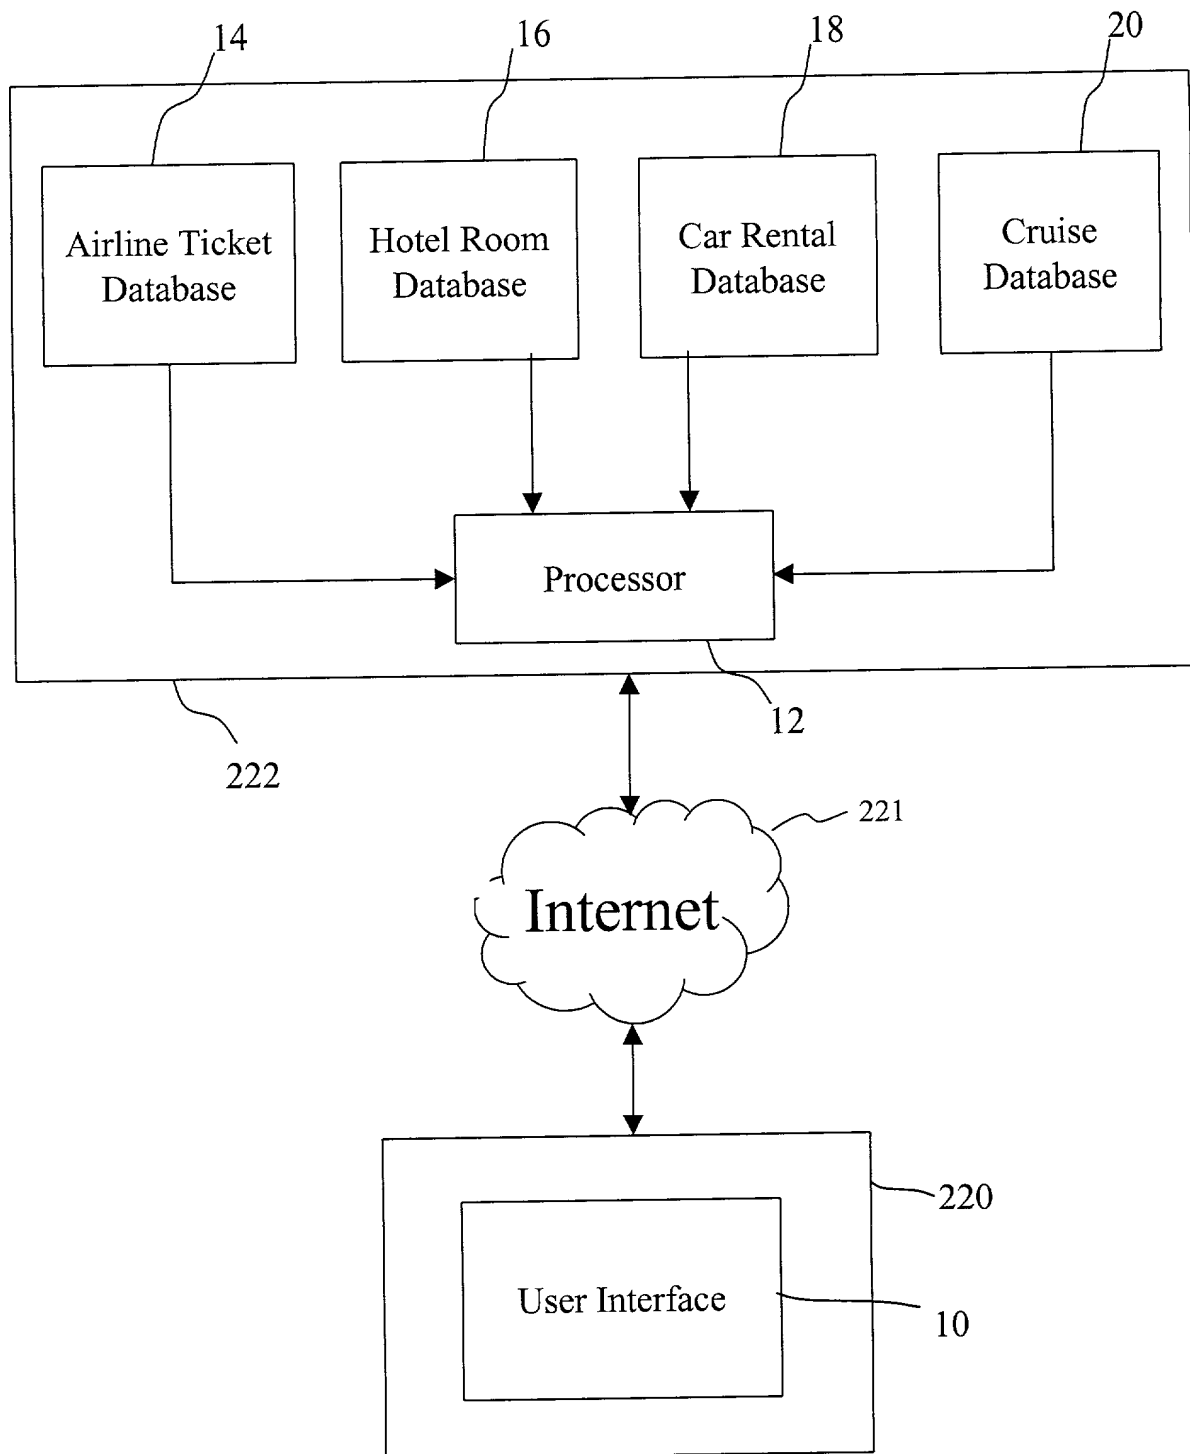 14
16
18
20
Airline Ticket
Database
Hotel Room
Database
Car Rental
Database
Cruise
Database
Processor
12
222
221
Internet
220
User Interface
10